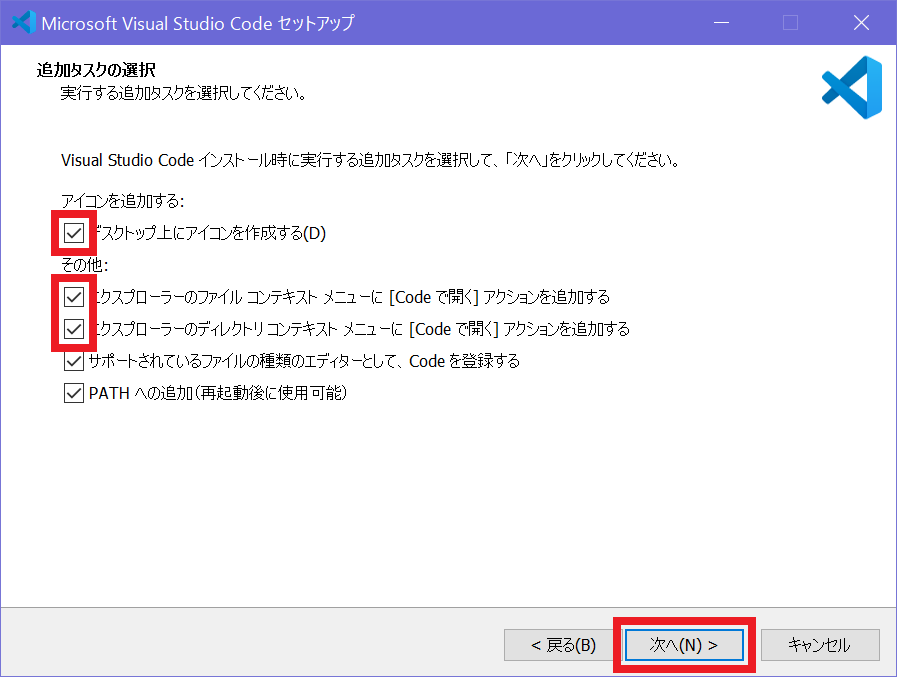 Microsoft Visual Studio Code セットアップ
追加タスクの選択
実行する追加タスクを選択してください。
Visual Studio Code インストール時に実行する追加タスクを選択して、「次へ」をクリックしてください。
アイコンを追加する:
デスクトップ上にアイコンを作成する(D)
その他:
エクスプローラーのファイル コンテキスト メニューに [Code で開く] アクションを追加する
エクスプローラーのディレクトリ コンテキスト メニューに [Code で開く] アクションを追加する
サポートされているファイルの種類のエディターとして、Code を登録する
PATH への追加（再起動後に使用可能）
< 戻る(B) 次へ(N) > キャンセル